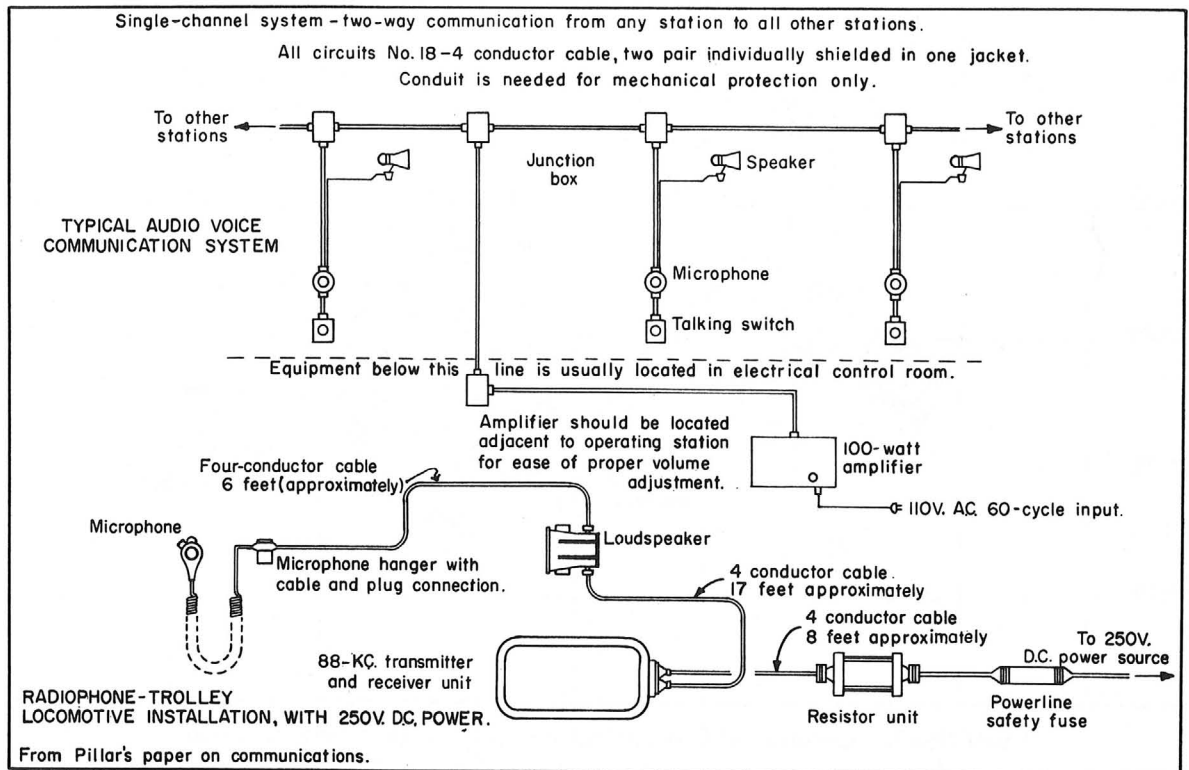 Single-channel system - two-way communication from any station to all other stations.
All circuits No. 18-4 conductor cable, two pair individually shielded in one jacket.
Conduit is needed for mechanical protection only.
To other
stations
To other
stations
Junction
box
Speaker
TYPICAL AUDIO VOICE
COMMUNICATION SYSTEM
Microphone
Talking switch
Equipment below this line is usually located in electrical control room.
Amplifier should be located
adjacent to operating station
for ease of proper volume
adjustment.
100-watt
amplifier
110V. A.C. 60-cycle input.
Four-conductor cable
6 feet (approximately)
Microphone
Microphone hanger with
cable and plug connection.
Loudspeaker
4 conductor cable.
17 feet approximately
4 conductor cable
8 feet approximately
To 250V.
D.C. power source
88-KC. transmitter
and receiver unit
Resistor unit
Powerline
safety fuse
RADIOPHONE-TROLLEY
LOCOMOTIVE INSTALLATION, WITH 250V. D.C. POWER.
From Pillar's paper on communications.